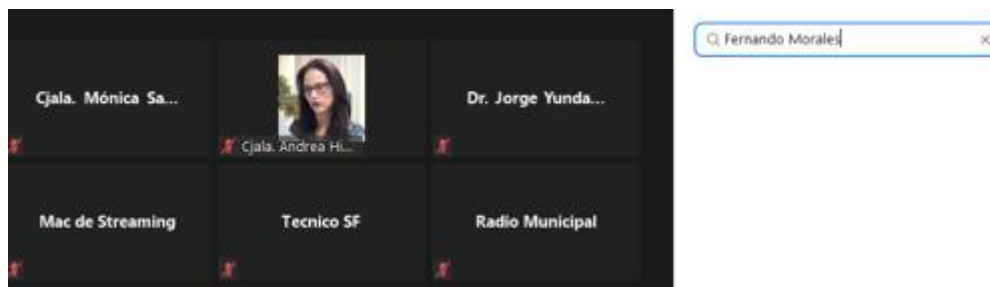 Fernando Morales
Cjala. Mónica Sa...
Cjala. Andrea Hi...
Dr. Jorge Yunda...
Mac de Streaming
Tecnico SF
Radio Municipal